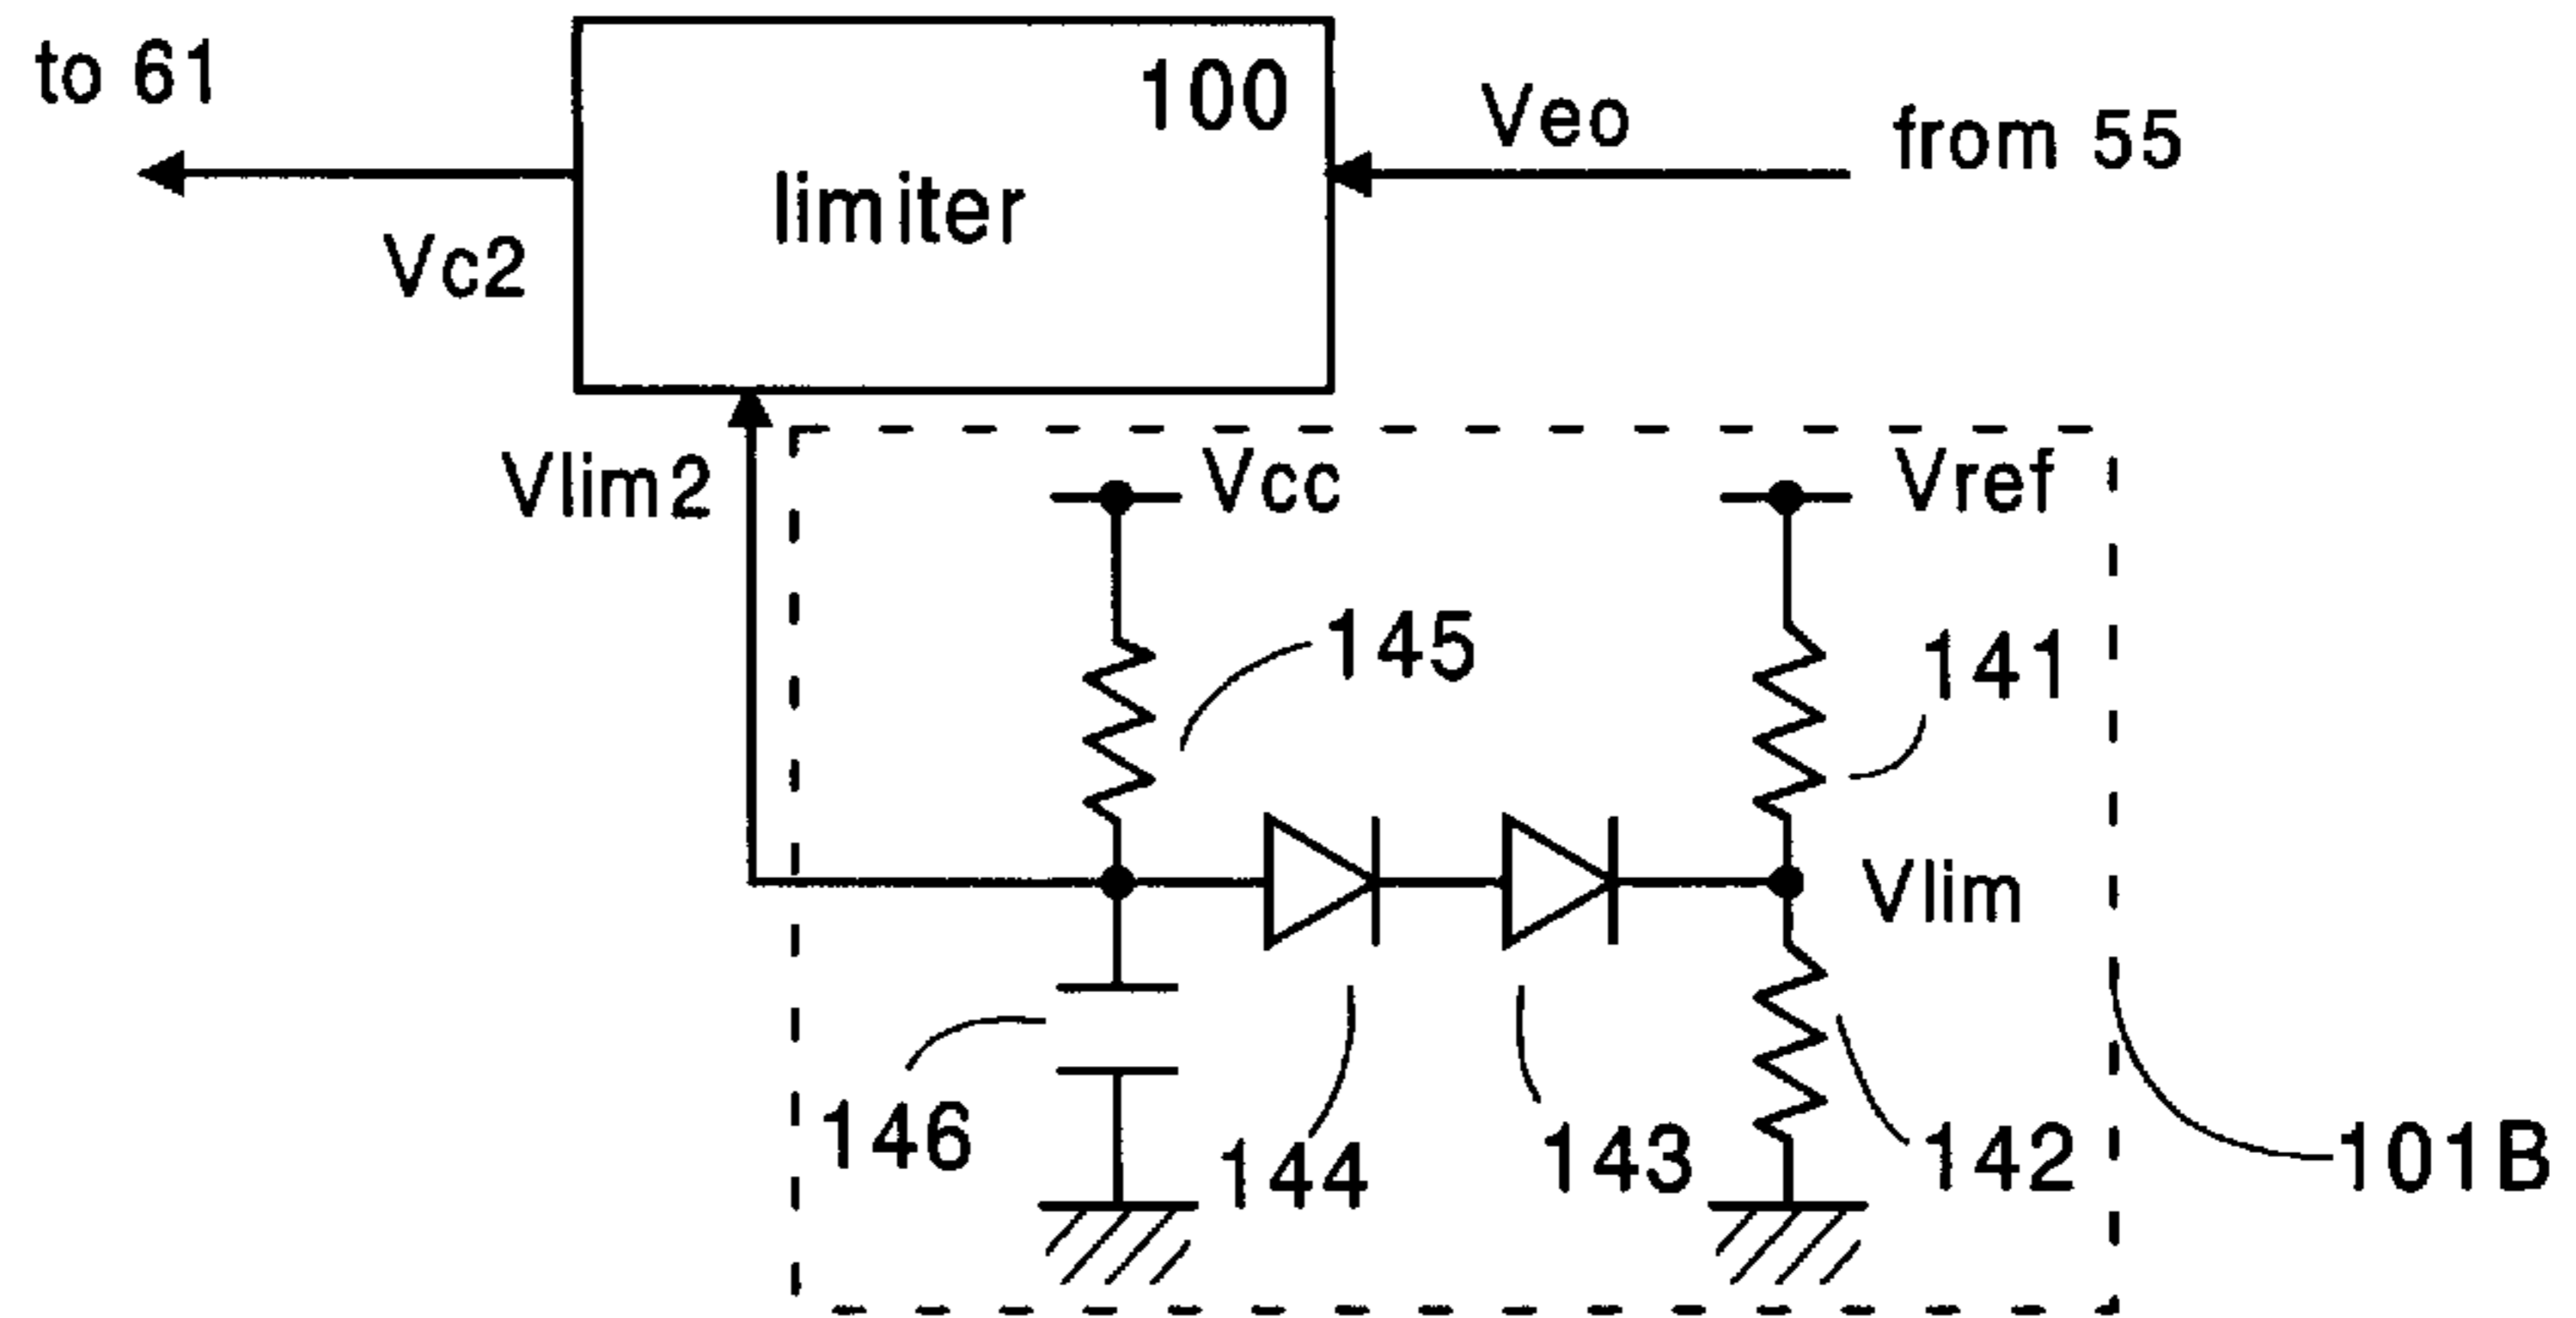 to 61
100
Veo
from 55
limiter
Vc2
Vlim2
Vcc
Vref
145
141
Vlim
146
144
143
142
101B